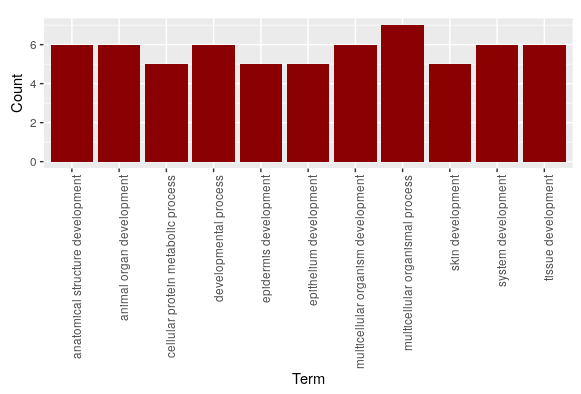 Count
6
4
2
0
anatomical structure development
animal organ development
cellular protein metabolic process
developmental process
epidermis development
epithelium development
multicellular organism development
multicellular organismal process
skin development
system development
tissue development
Term